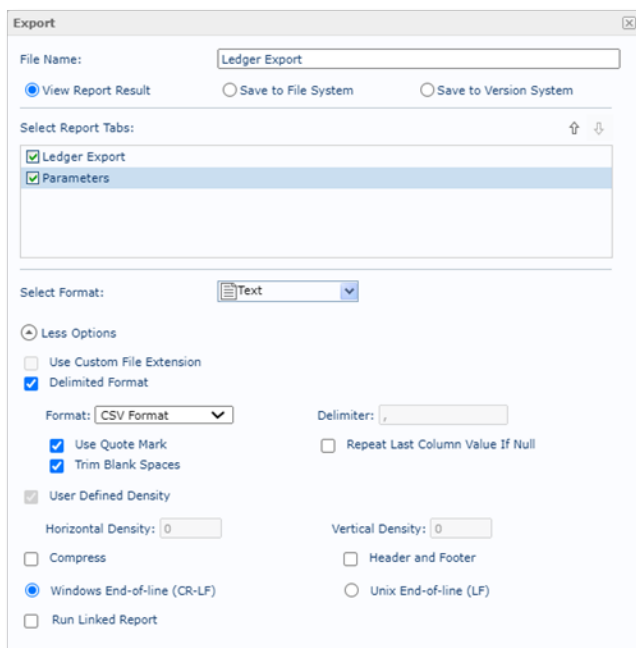 Export
File Name: Ledger Export
View Report Result Save to File System Save to Version System
Select Report Tabs:
Ledger Export
Parameters
Select Format: Text
Less Options
Use Custom File Extension
Delimited Format
Format: CSV Format Delimiter: ,
Use Quote Mark Repeat Last Column Value If Null
Trim Blank Spaces
User Defined Density
Horizontal Density: 0 Vertical Density: 0
Compress Header and Footer
Windows End-of-line (CR-LF) Unix End-of-line (LF)
Run Linked Report